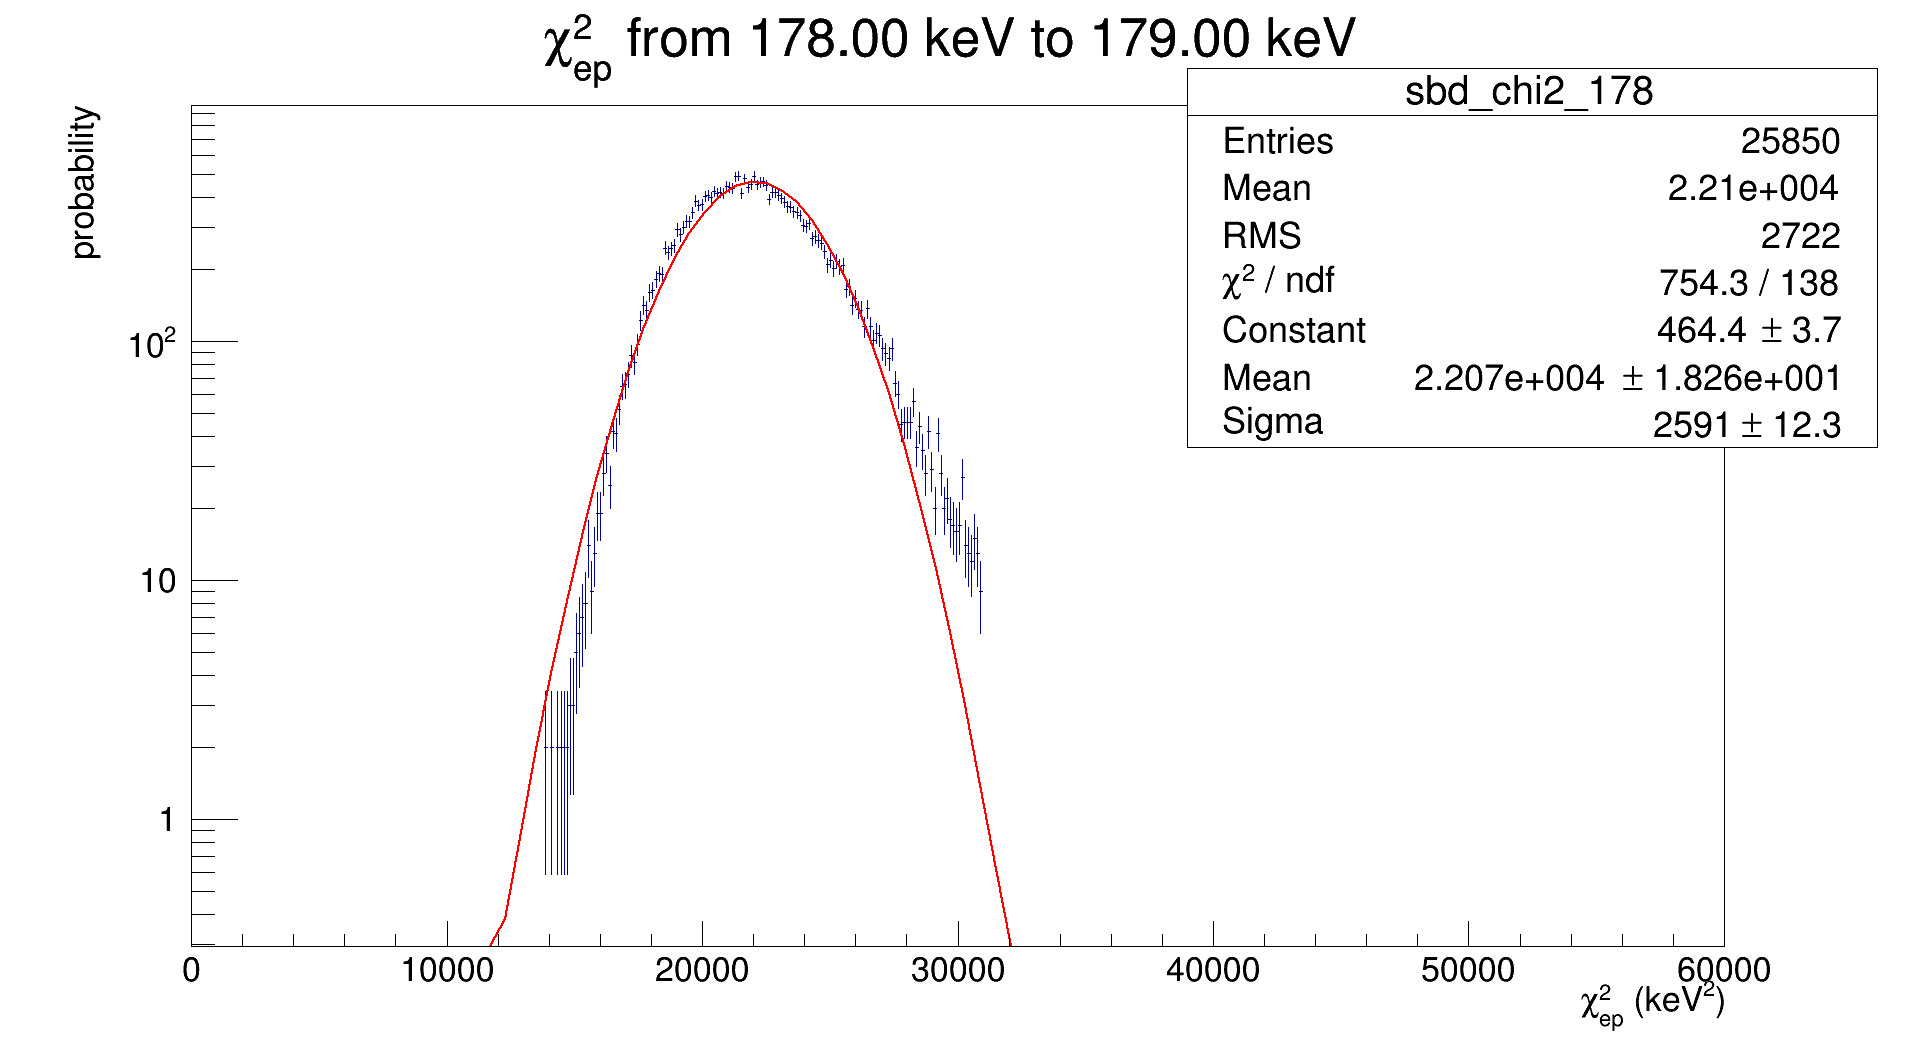 χ²ep from 178.00 keV to 179.00 keV
sbd_chi2_178
Entries 25850
Mean 2.21e+004
RMS 2722
χ² / ndf 754.3 / 138
Constant 464.4 ± 3.7
Mean 2.207e+004 ± 1.826e+001
Sigma 2591 ± 12.3
probability
10²
10
1
0 10000 20000 30000 40000 50000 60000
χ²ep (keV²)